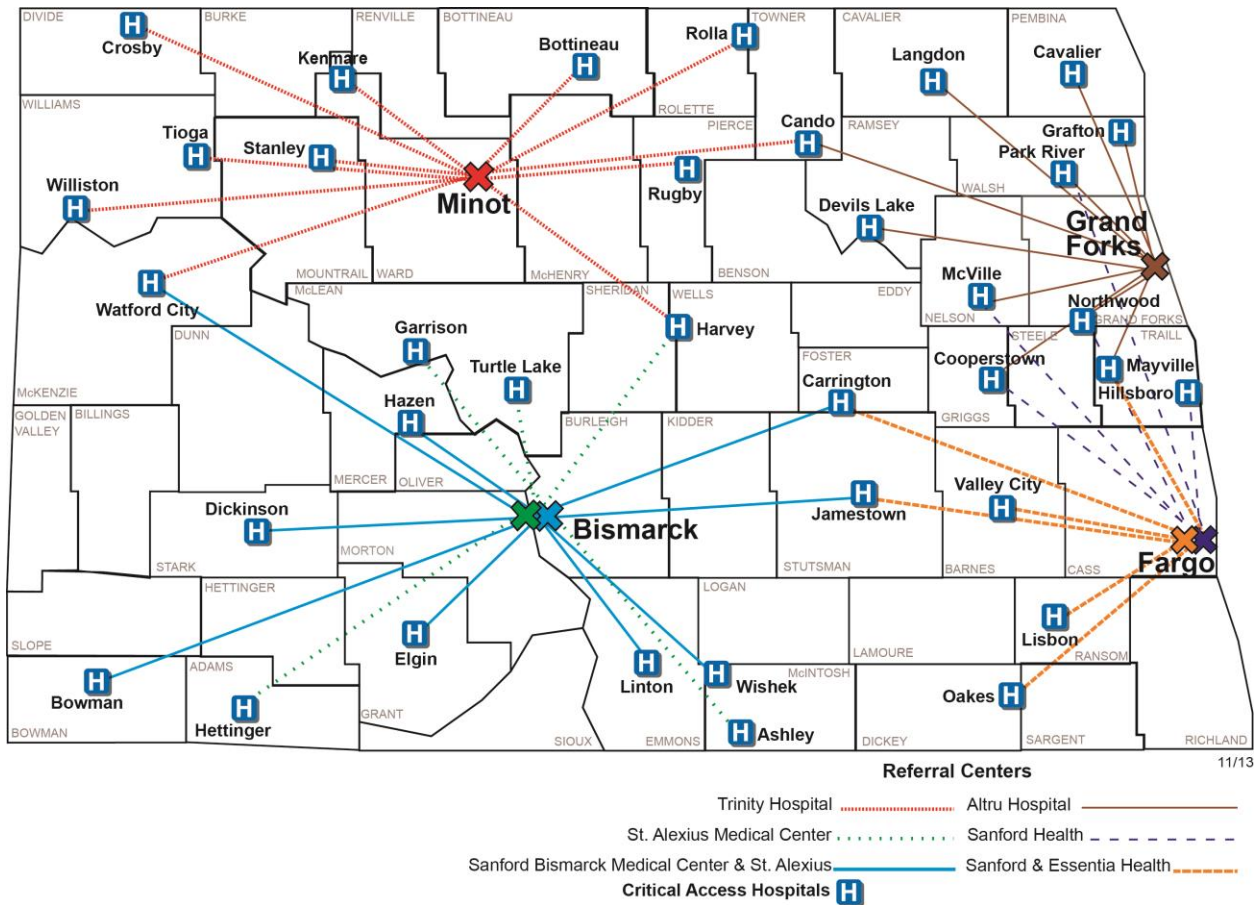 DIVIDE
BURKE
RENVILLE
BOTTINEAU
TOWNER
CAVALIER
PEMBINA
H
Crosby
H
Kenmare
Bottineau
H
Rolla
H
Langdon
H
Cavalier
H
WILLIAMS
ROLETTE
PIERCE
RAMSEY
Tioga
H
Stanley
H
Cando
H
Grafton
H
Park River
H
Williston
H
Minot
H
Rugby
WALSH
Devils Lake
H
Grand
Forks
H
Watford City
MOUNTRAIL
WARD
McHENRY
BENSON
McLEAN
SHERIDAN
WELLS
EDDY
McVille
H
NELSON
Northwood
H
GRAND FORKS
H
Harvey
DUNN
Garrison
H
Turtle Lake
H
FOSTER
Carrington
H
STEELE
TRAILL
Cooperstown
H
H
Mayville
Hillsboro
H
McKENZIE
GOLDEN
VALLEY
BILLINGS
Hazen
H
BURLEIGH
KIDDER
GRIGGS
MERCER
OLIVER
Dickinson
H
Bismarck
H
Jamestown
Valley City
H
MORTON
STARK
STUTSMAN
BARNES
CASS
Fargo
HETTINGER
LOGAN
SLOPE
H
Elgin
H
Lisbon
LAMOURE
RANSOM
ADAMS
H
Bowman
H
Linton
H
Wishek
McINTOSH
Oakes
H
H
Hettinger
GRANT
H
Ashley
BOWMAN
SIOUX
EMMONS
DICKEY
SARGENT
RICHLAND
11/13
Referral Centers
Trinity Hospital
Altru Hospital
St. Alexius Medical Center
Sanford Health
Sanford Bismarck Medical Center & St. Alexius
Sanford & Essentia Health
Critical Access Hospitals H